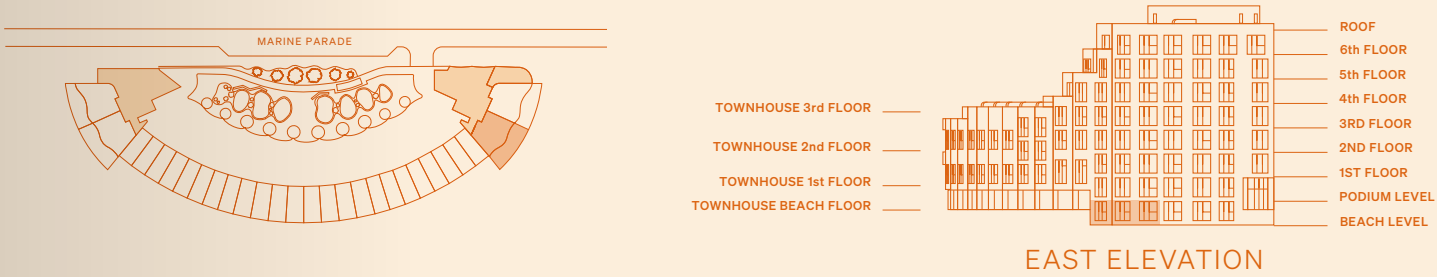 MARINE PARADE
TOWNHOUSE 3rd FLOOR
TOWNHOUSE 2nd FLOOR
TOWNHOUSE 1st FLOOR
TOWNHOUSE BEACH FLOOR
ROOF
6th FLOOR
5th FLOOR
4th FLOOR
3RD FLOOR
2ND FLOOR
1ST FLOOR
PODIUM LEVEL
BEACH LEVEL
EAST ELEVATION